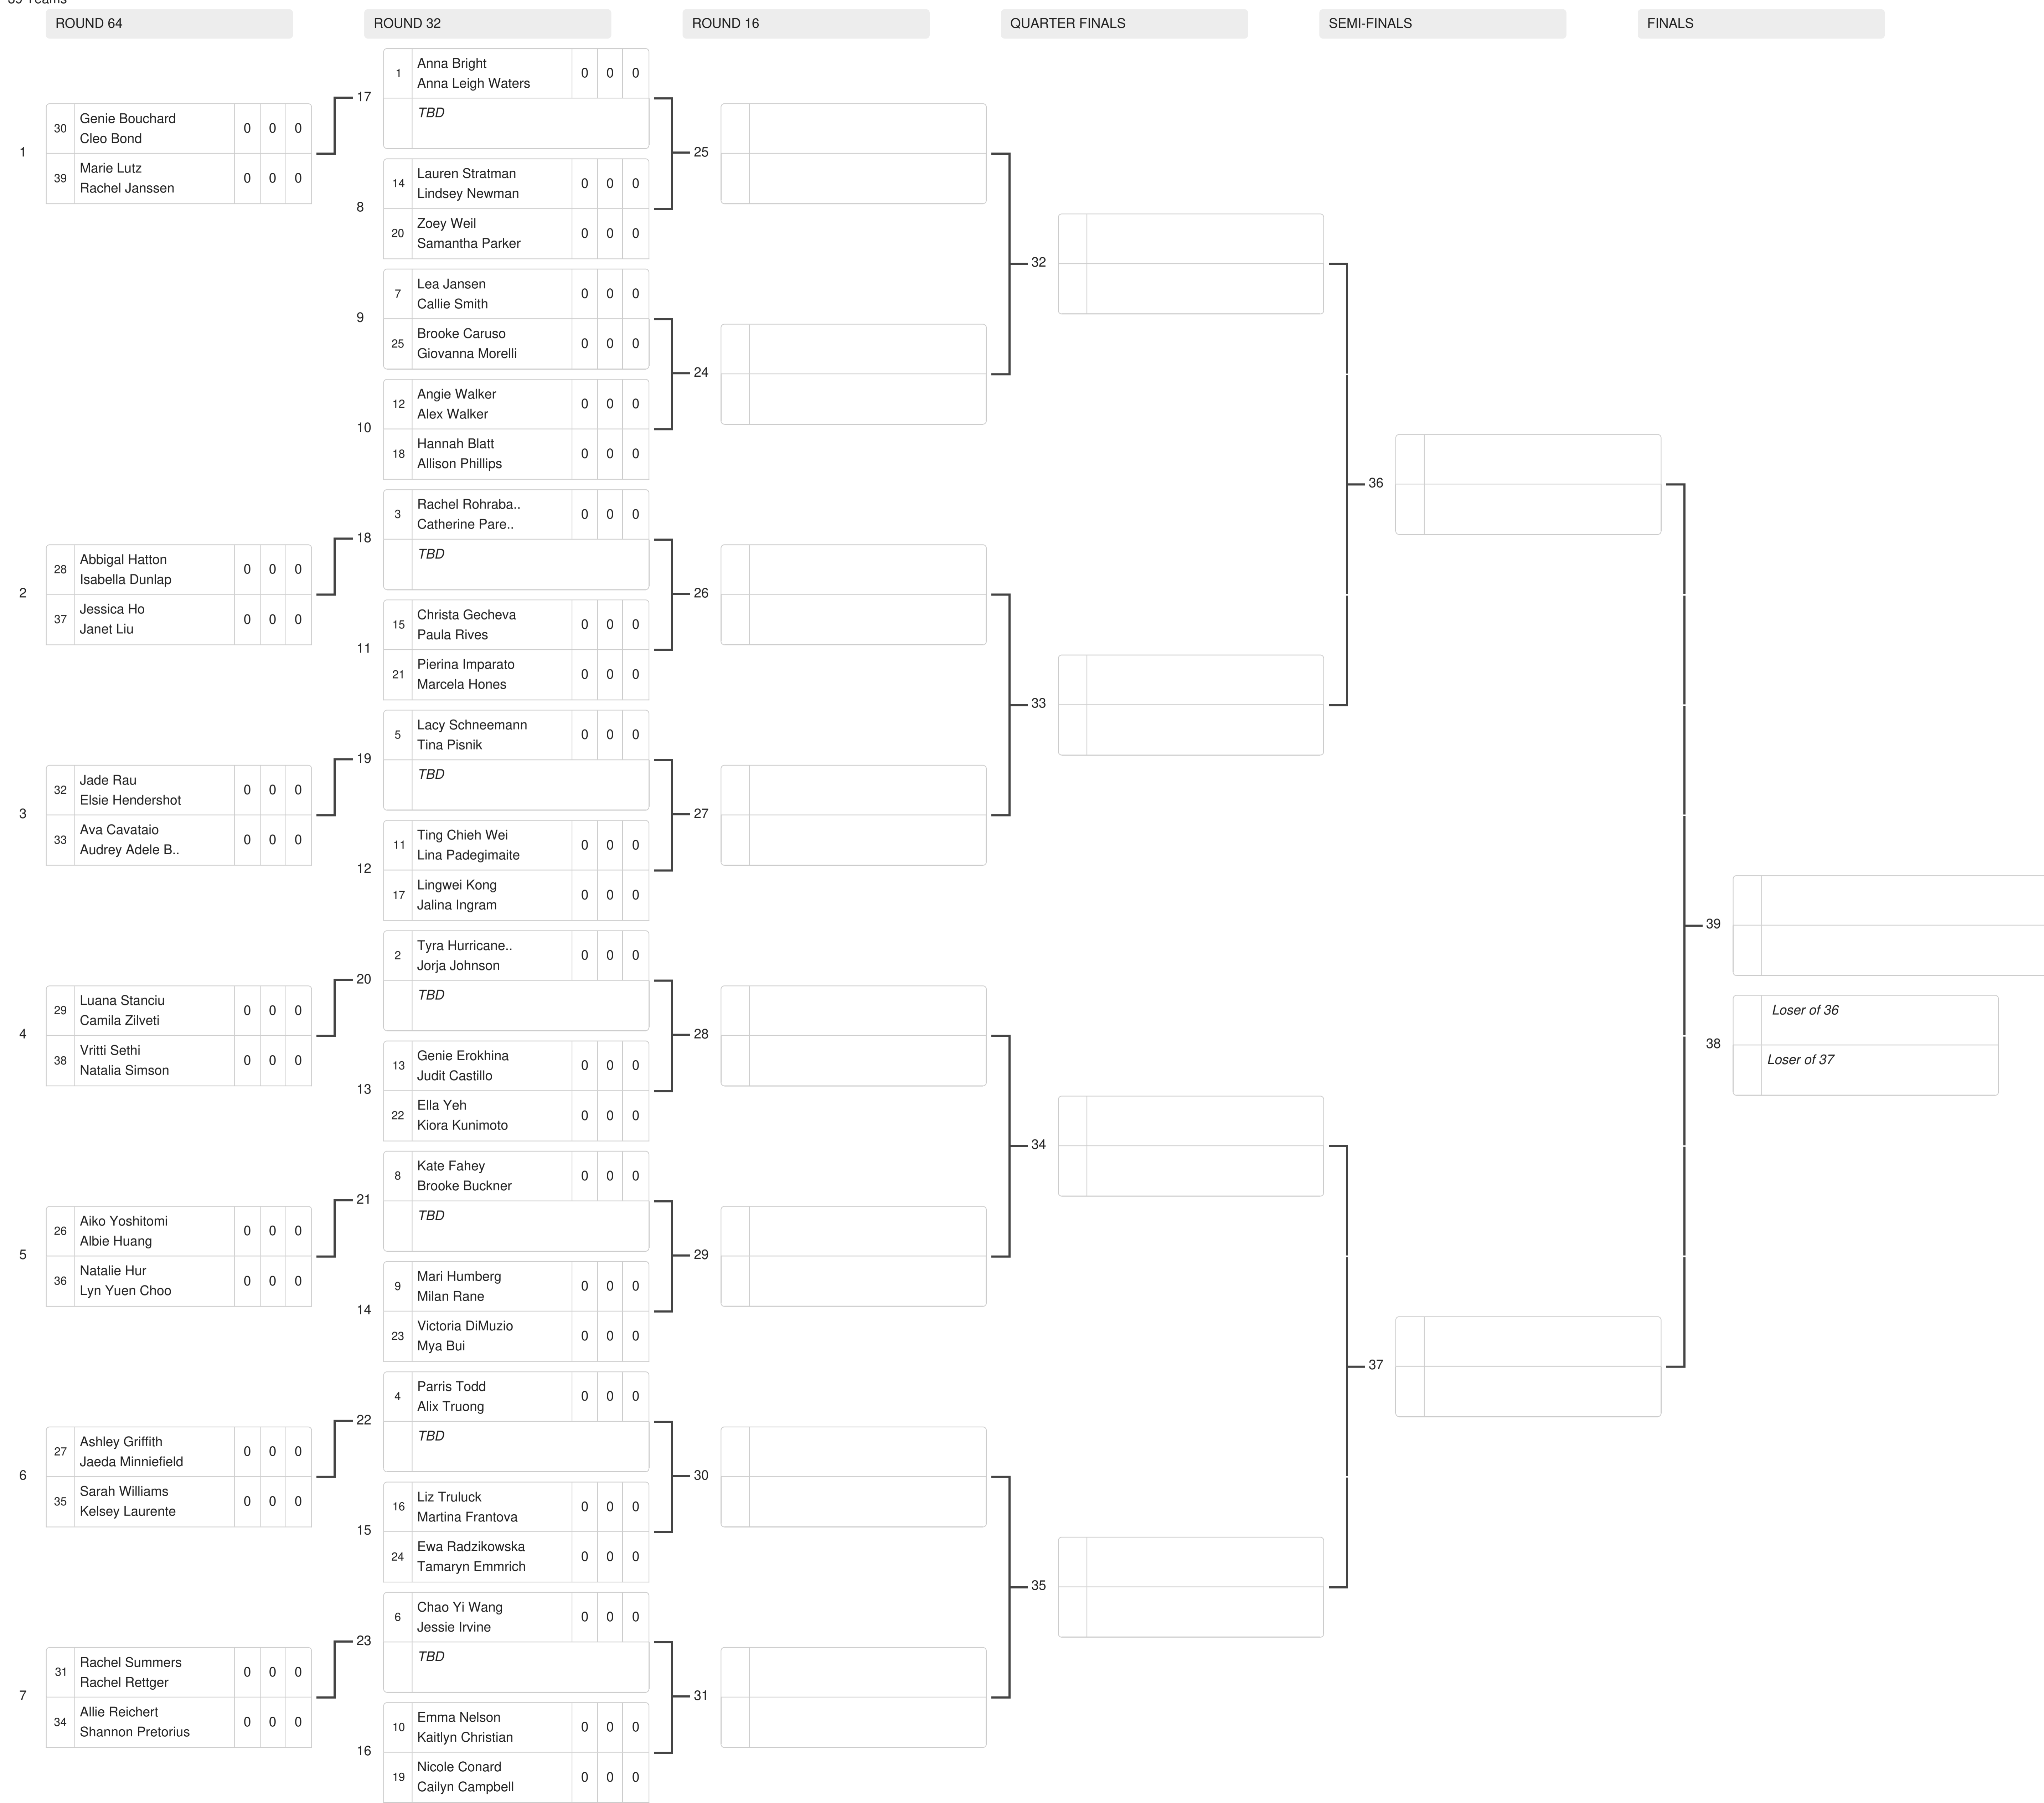 39 Teams
ROUND 64
ROUND 32
ROUND 16
QUARTER FINALS
SEMI-FINALS
FINALS
1
30 Genie Bouchard 0 0 0
Cleo Bond
39 Marie Lutz 0 0 0
Rachel Janssen
2
28 Abbigal Hatton 0 0 0
Isabella Dunlap
37 Jessica Ho 0 0 0
Janet Liu
3
32 Jade Rau 0 0 0
Elsie Hendershot
33 Ava Cavataio 0 0 0
Audrey Adele B..
4
29 Luana Stanciu 0 0 0
Camila Zilveti
38 Vritti Sethi 0 0 0
Natalia Simson
5
26 Aiko Yoshitomi 0 0 0
Albie Huang
36 Natalie Hur 0 0 0
Lyn Yuen Choo
6
27 Ashley Griffith 0 0 0
Jaeda Minniefield
35 Sarah Williams 0 0 0
Kelsey Laurente
7
31 Rachel Summers 0 0 0
Rachel Rettger
34 Allie Reichert 0 0 0
Shannon Pretorius
17
1 Anna Bright 0 0 0
Anna Leigh Waters
TBD
8
14 Lauren Stratman 0 0 0
Lindsey Newman
20 Zoey Weil 0 0 0
Samantha Parker
9
7 Lea Jansen 0 0 0
Callie Smith
25 Brooke Caruso 0 0 0
Giovanna Morelli
10
12 Angie Walker 0 0 0
Alex Walker
18 Hannah Blatt 0 0 0
Allison Phillips
18
3 Rachel Rohraba.. 0 0 0
Catherine Pare..
TBD
11
15 Christa Gecheva 0 0 0
Paula Rives
21 Pierina Imparato 0 0 0
Marcela Hones
19
5 Lacy Schneemann 0 0 0
Tina Pisnik
TBD
12
11 Ting Chieh Wei 0 0 0
Lina Padegimaite
17 Lingwei Kong 0 0 0
Jalina Ingram
20
2 Tyra Hurricane.. 0 0 0
Jorja Johnson
TBD
13
13 Genie Erokhina 0 0 0
Judit Castillo
22 Ella Yeh 0 0 0
Kiora Kunimoto
21
8 Kate Fahey 0 0 0
Brooke Buckner
TBD
14
9 Mari Humberg 0 0 0
Milan Rane
23 Victoria DiMuzio 0 0 0
Mya Bui
22
4 Parris Todd 0 0 0
Alix Truong
TBD
15
16 Liz Truluck 0 0 0
Martina Frantova
24 Ewa Radzikowska 0 0 0
Tamaryn Emmrich
23
6 Chao Yi Wang 0 0 0
Jessie Irvine
TBD
16
10 Emma Nelson 0 0 0
Kaitlyn Christian
19 Nicole Conard 0 0 0
Cailyn Campbell
25
24
26
27
28
29
30
31
32
33
34
35
36
37
39
38
Loser of 36
Loser of 37